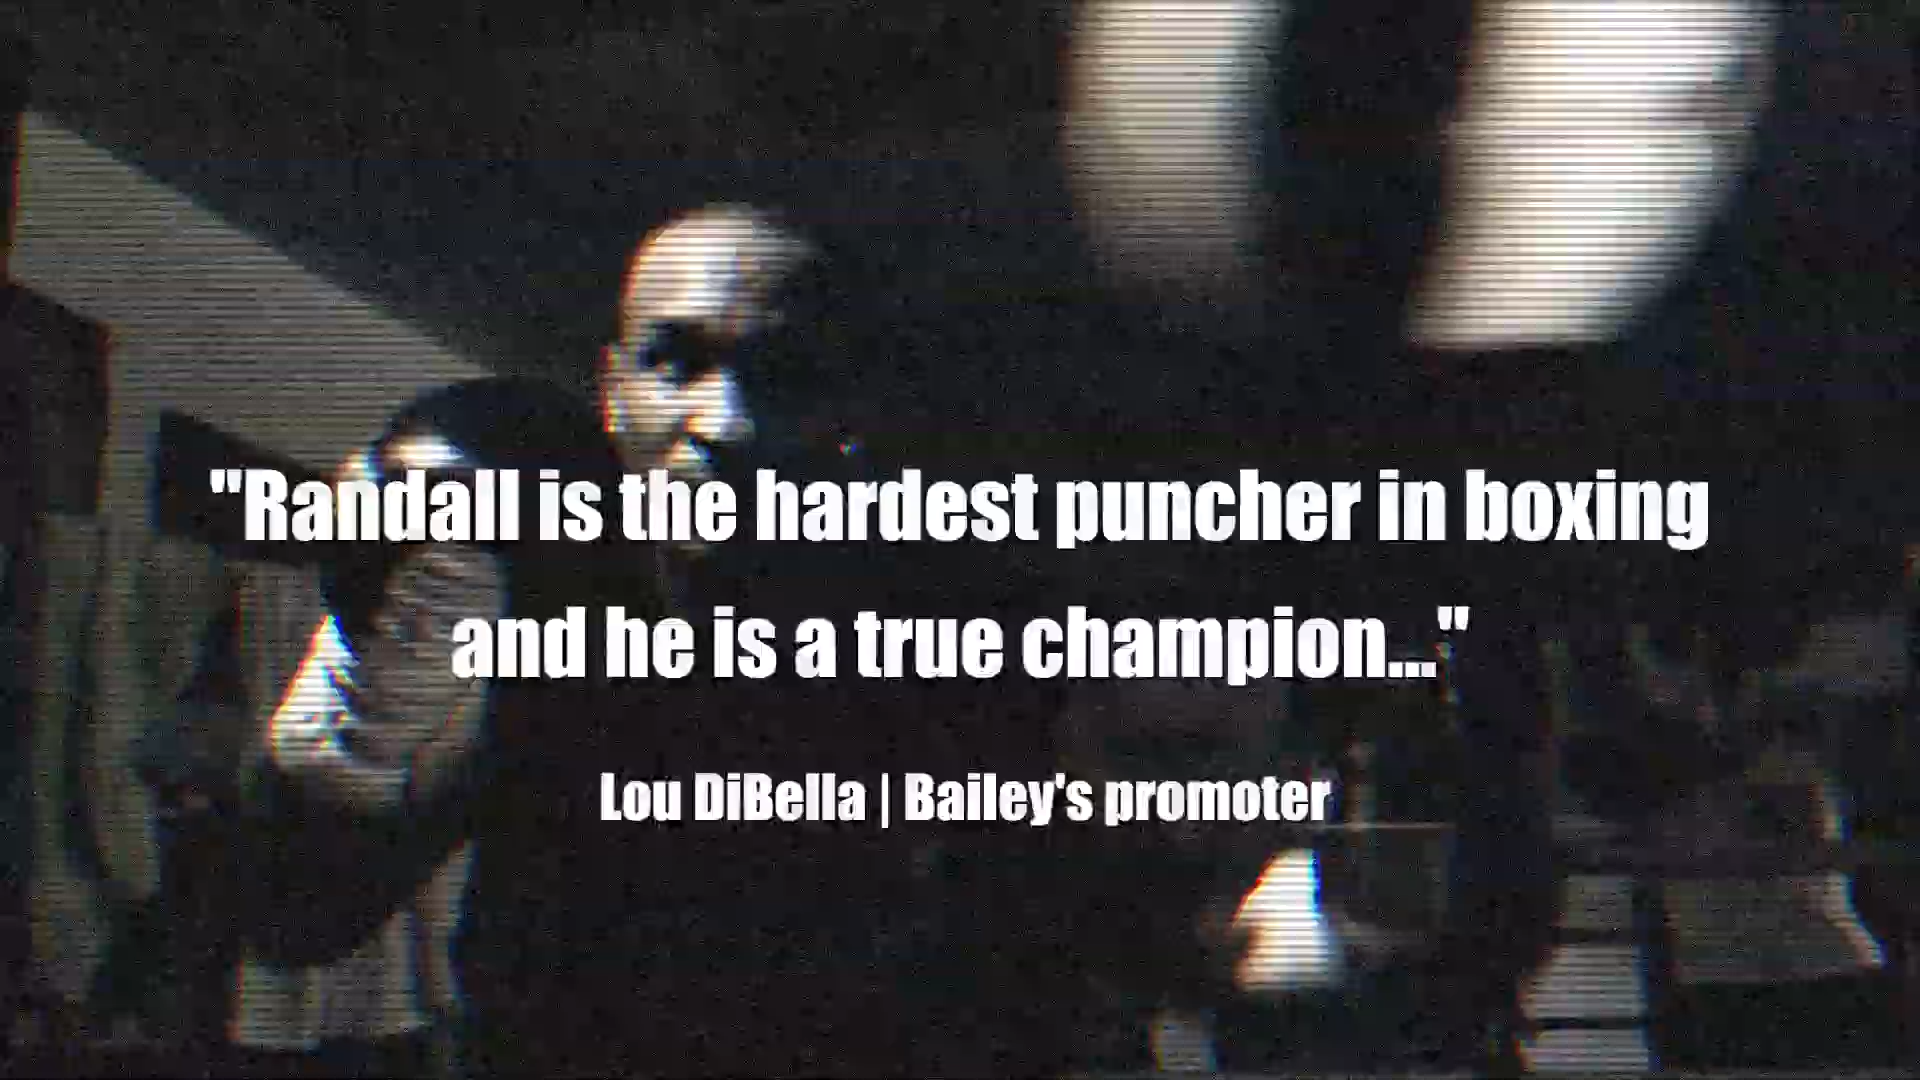 "Randall is the hardest puncher in boxing
and he is a true champion..."
Lou DiBella | Bailey's promoter